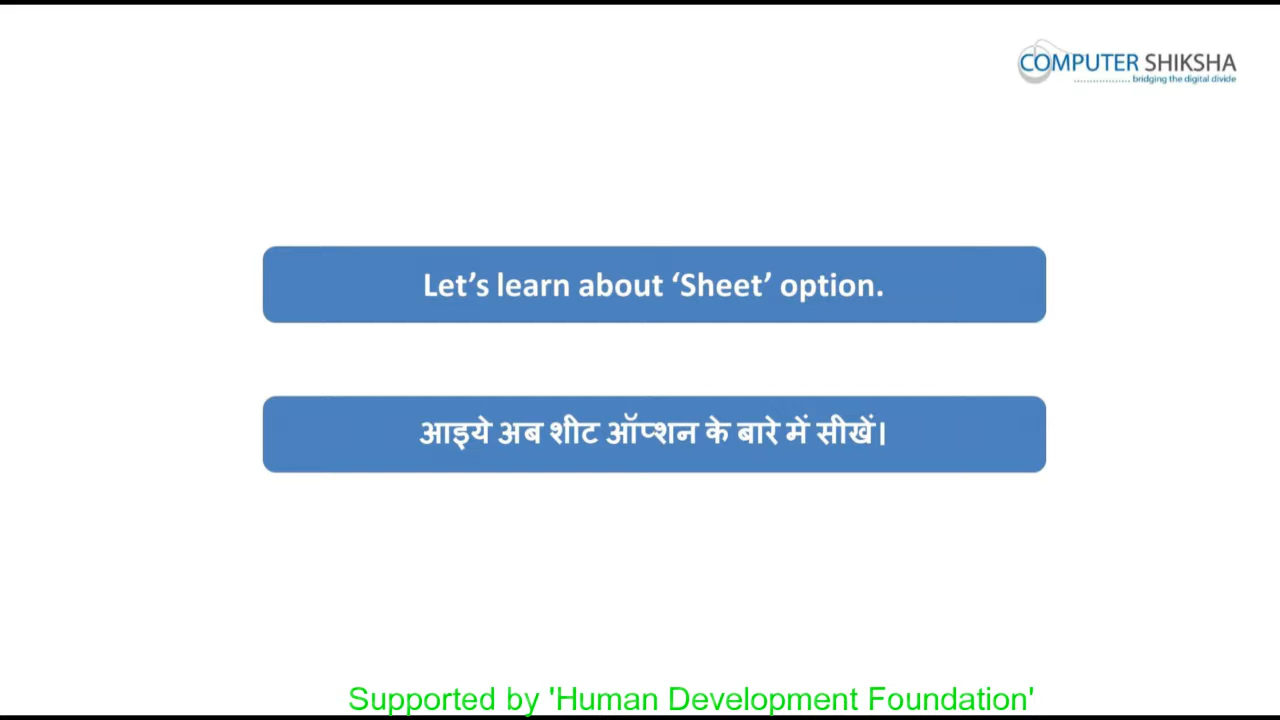 COMPUTER SHIKSHA
bridging the digital divide
Let’s learn about ‘Sheet’ option.
आइये अब शीट ऑप्शन के बारे में सीखें।
Supported by 'Human Development Foundation'